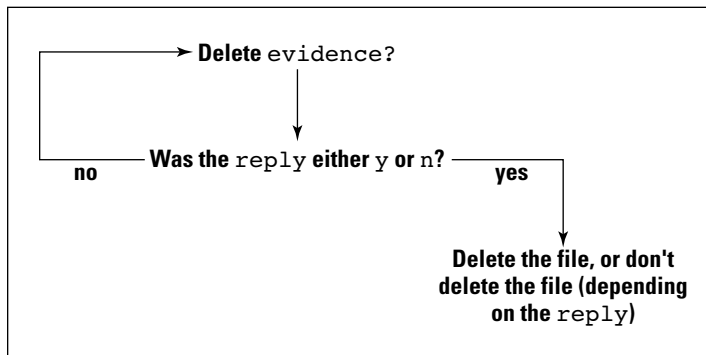 Delete evidence?
Was the reply either y or n?
no
yes
Delete the file, or don't
delete the file (depending
on the reply)